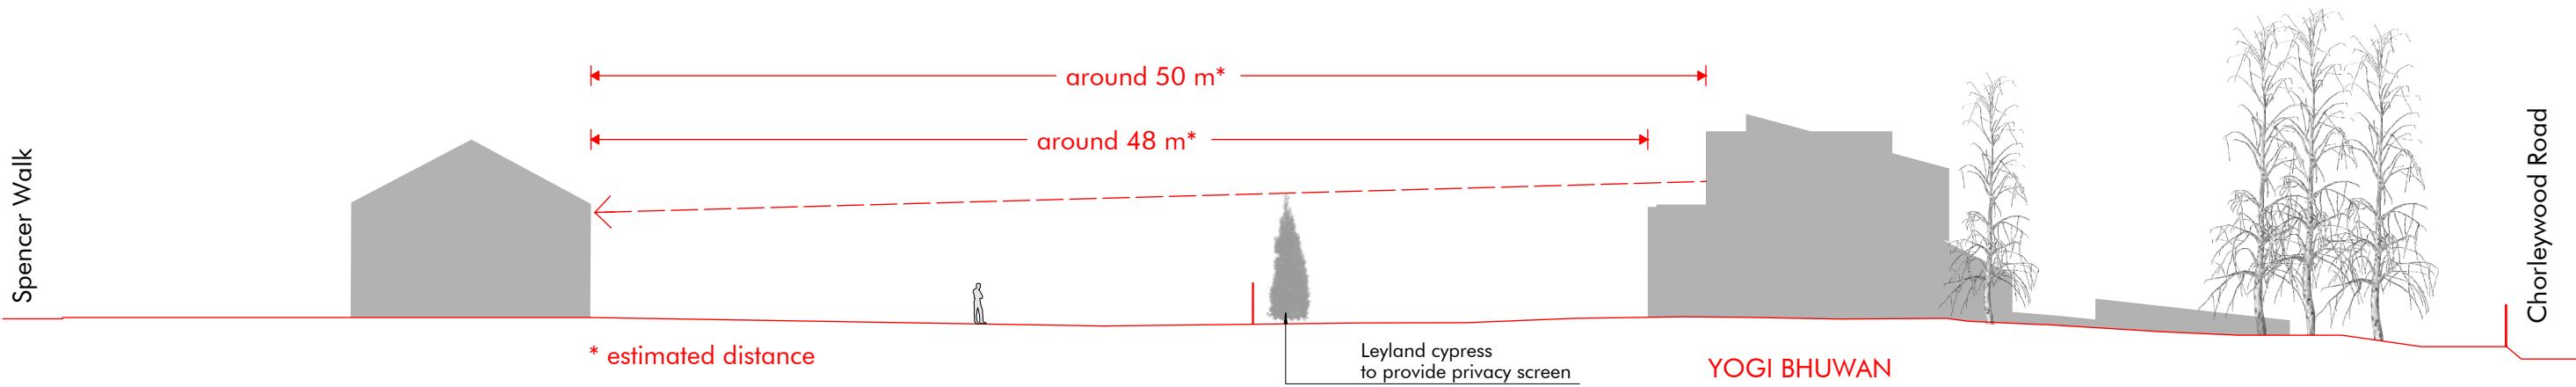 Spencer Walk
around 50 m*
around 48 m*
* estimated distance
Leyland cypress
to provide privacy screen
YOGI BHUWAN
Chorleywood Road